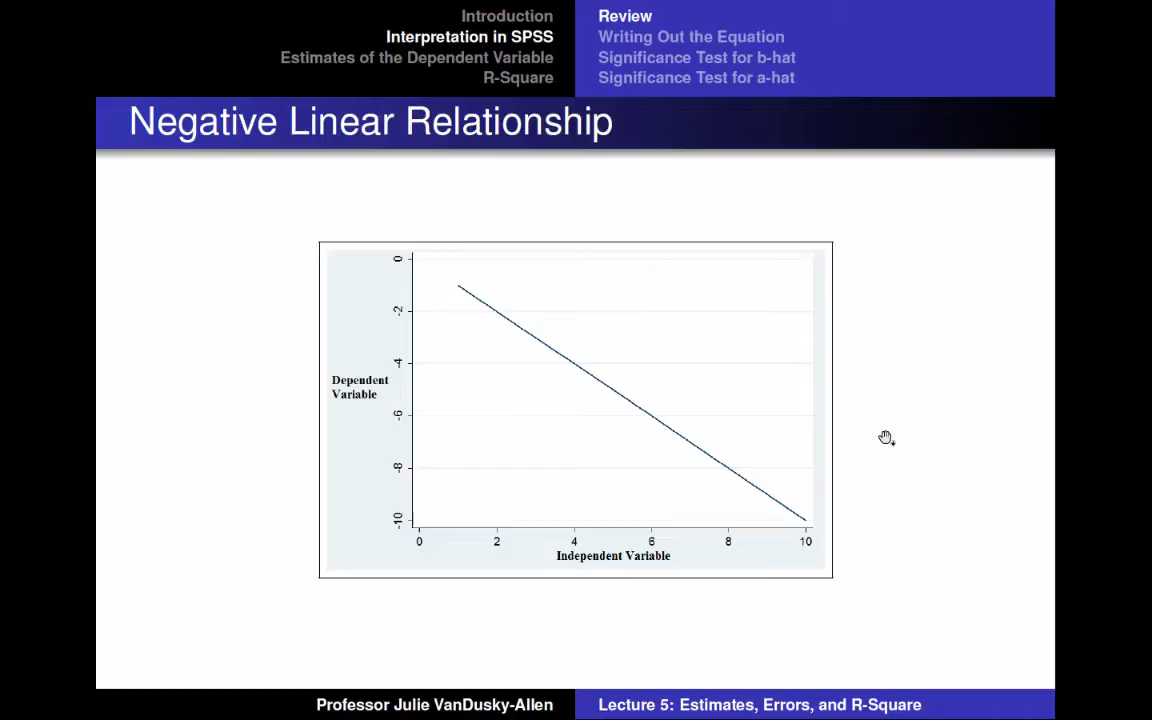 Introduction
Interpretation in SPSS
Estimates of the Dependent Variable
R-Square
Review
Writing Out the Equation
Significance Test for b-hat
Significance Test for a-hat
Negative Linear Relationship
0
-2
-4
Dependent
Variable
-6
-8
-10
0 2 4 6 8 10
Independent Variable
Professor Julie VanDusky-Allen
Lecture 5: Estimates, Errors, and R-Square